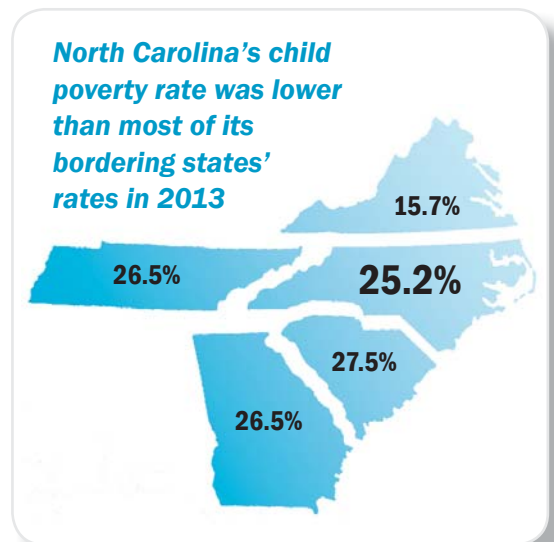 North Carolina’s child
poverty rate was lower
than most of its
bordering states’
rates in 2013
15.7%
26.5%
25.2%
27.5%
26.5%